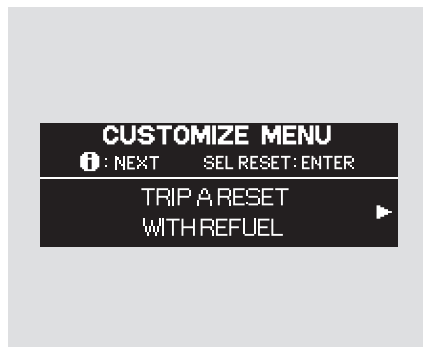 CUSTOMIZE MENU
i : NEXT SEL RESET : ENTER
TRIP A RESET
WITH REFUEL